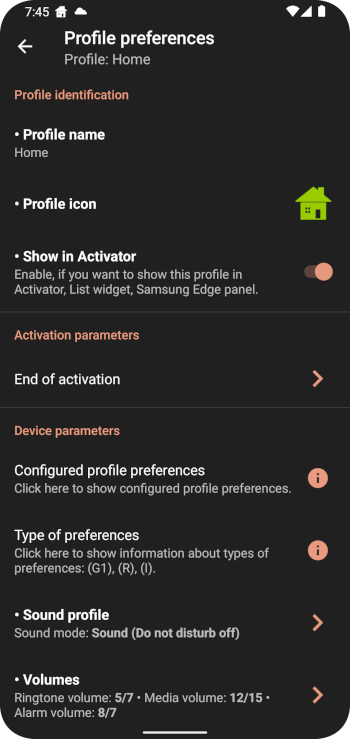 7:45
Profile preferences
Profile: Home
Profile identification
• Profile name
Home
• Profile icon
• Show in Activator
Enable, if you want to show this profile in
Activator, List widget, Samsung Edge panel.
Activation parameters
End of activation
Device parameters
Configured profile preferences
Click here to show configured profile preferences.
Type of preferences
Click here to show information about types of
preferences: (G1), (R), (I).
• Sound profile
Sound mode: Sound (Do not disturb off)
• Volumes
Ringtone volume: 5/7 • Media volume: 12/15 •
Alarm volume: 8/7